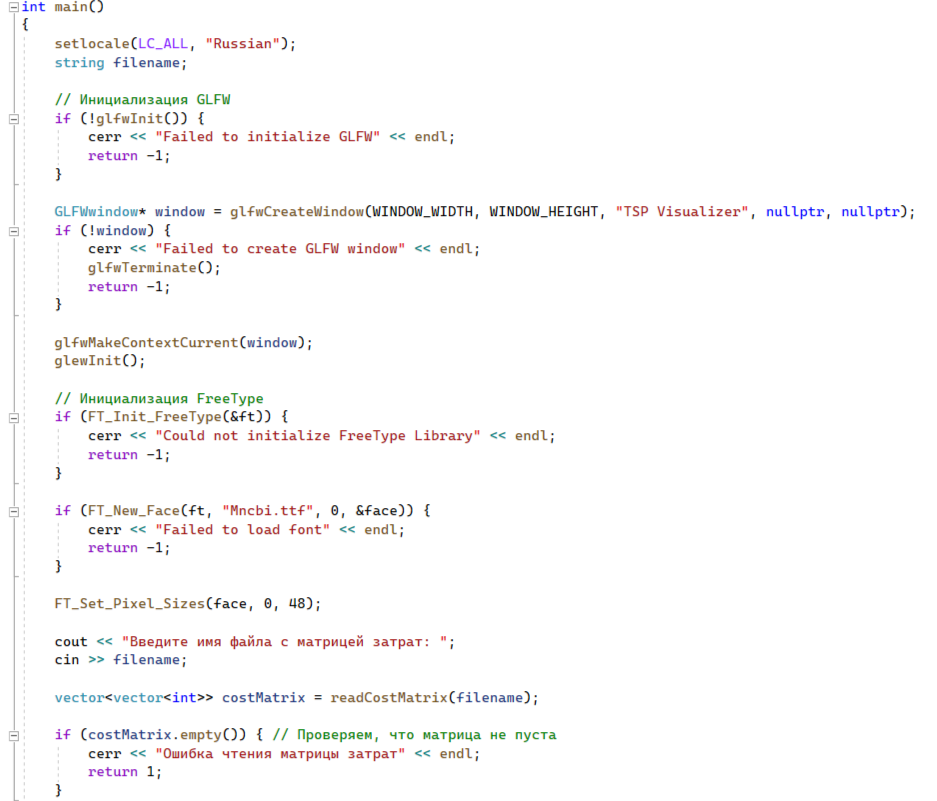 int main()
{
    setlocale(LC_ALL, "Russian");
    string filename;

    // Инициализация GLFW
    if (!glfwInit()) {
        cerr << "Failed to initialize GLFW" << endl;
        return -1;
    }

    GLFWwindow* window = glfwCreateWindow(WINDOW_WIDTH, WINDOW_HEIGHT, "TSP Visualizer", nullptr, nullptr);
    if (!window) {
        cerr << "Failed to create GLFW window" << endl;
        glfwTerminate();
        return -1;
    }

    glfwMakeContextCurrent(window);
    glewInit();

    // Инициализация FreeType
    if (FT_Init_FreeType(&ft)) {
        cerr << "Could not initialize FreeType Library" << endl;
        return -1;
    }

    if (FT_New_Face(ft, "Mncbi.ttf", 0, &face)) {
        cerr << "Failed to load font" << endl;
        return -1;
    }

    FT_Set_Pixel_Sizes(face, 0, 48);

    cout << "Введите имя файла с матрицей затрат: ";
    cin >> filename;

    vector<vector<int>> costMatrix = readCostMatrix(filename);

    if (costMatrix.empty()) { // Проверяем, что матрица не пуста
        cerr << "Ошибка чтения матрицы затрат" << endl;
        return 1;
    }